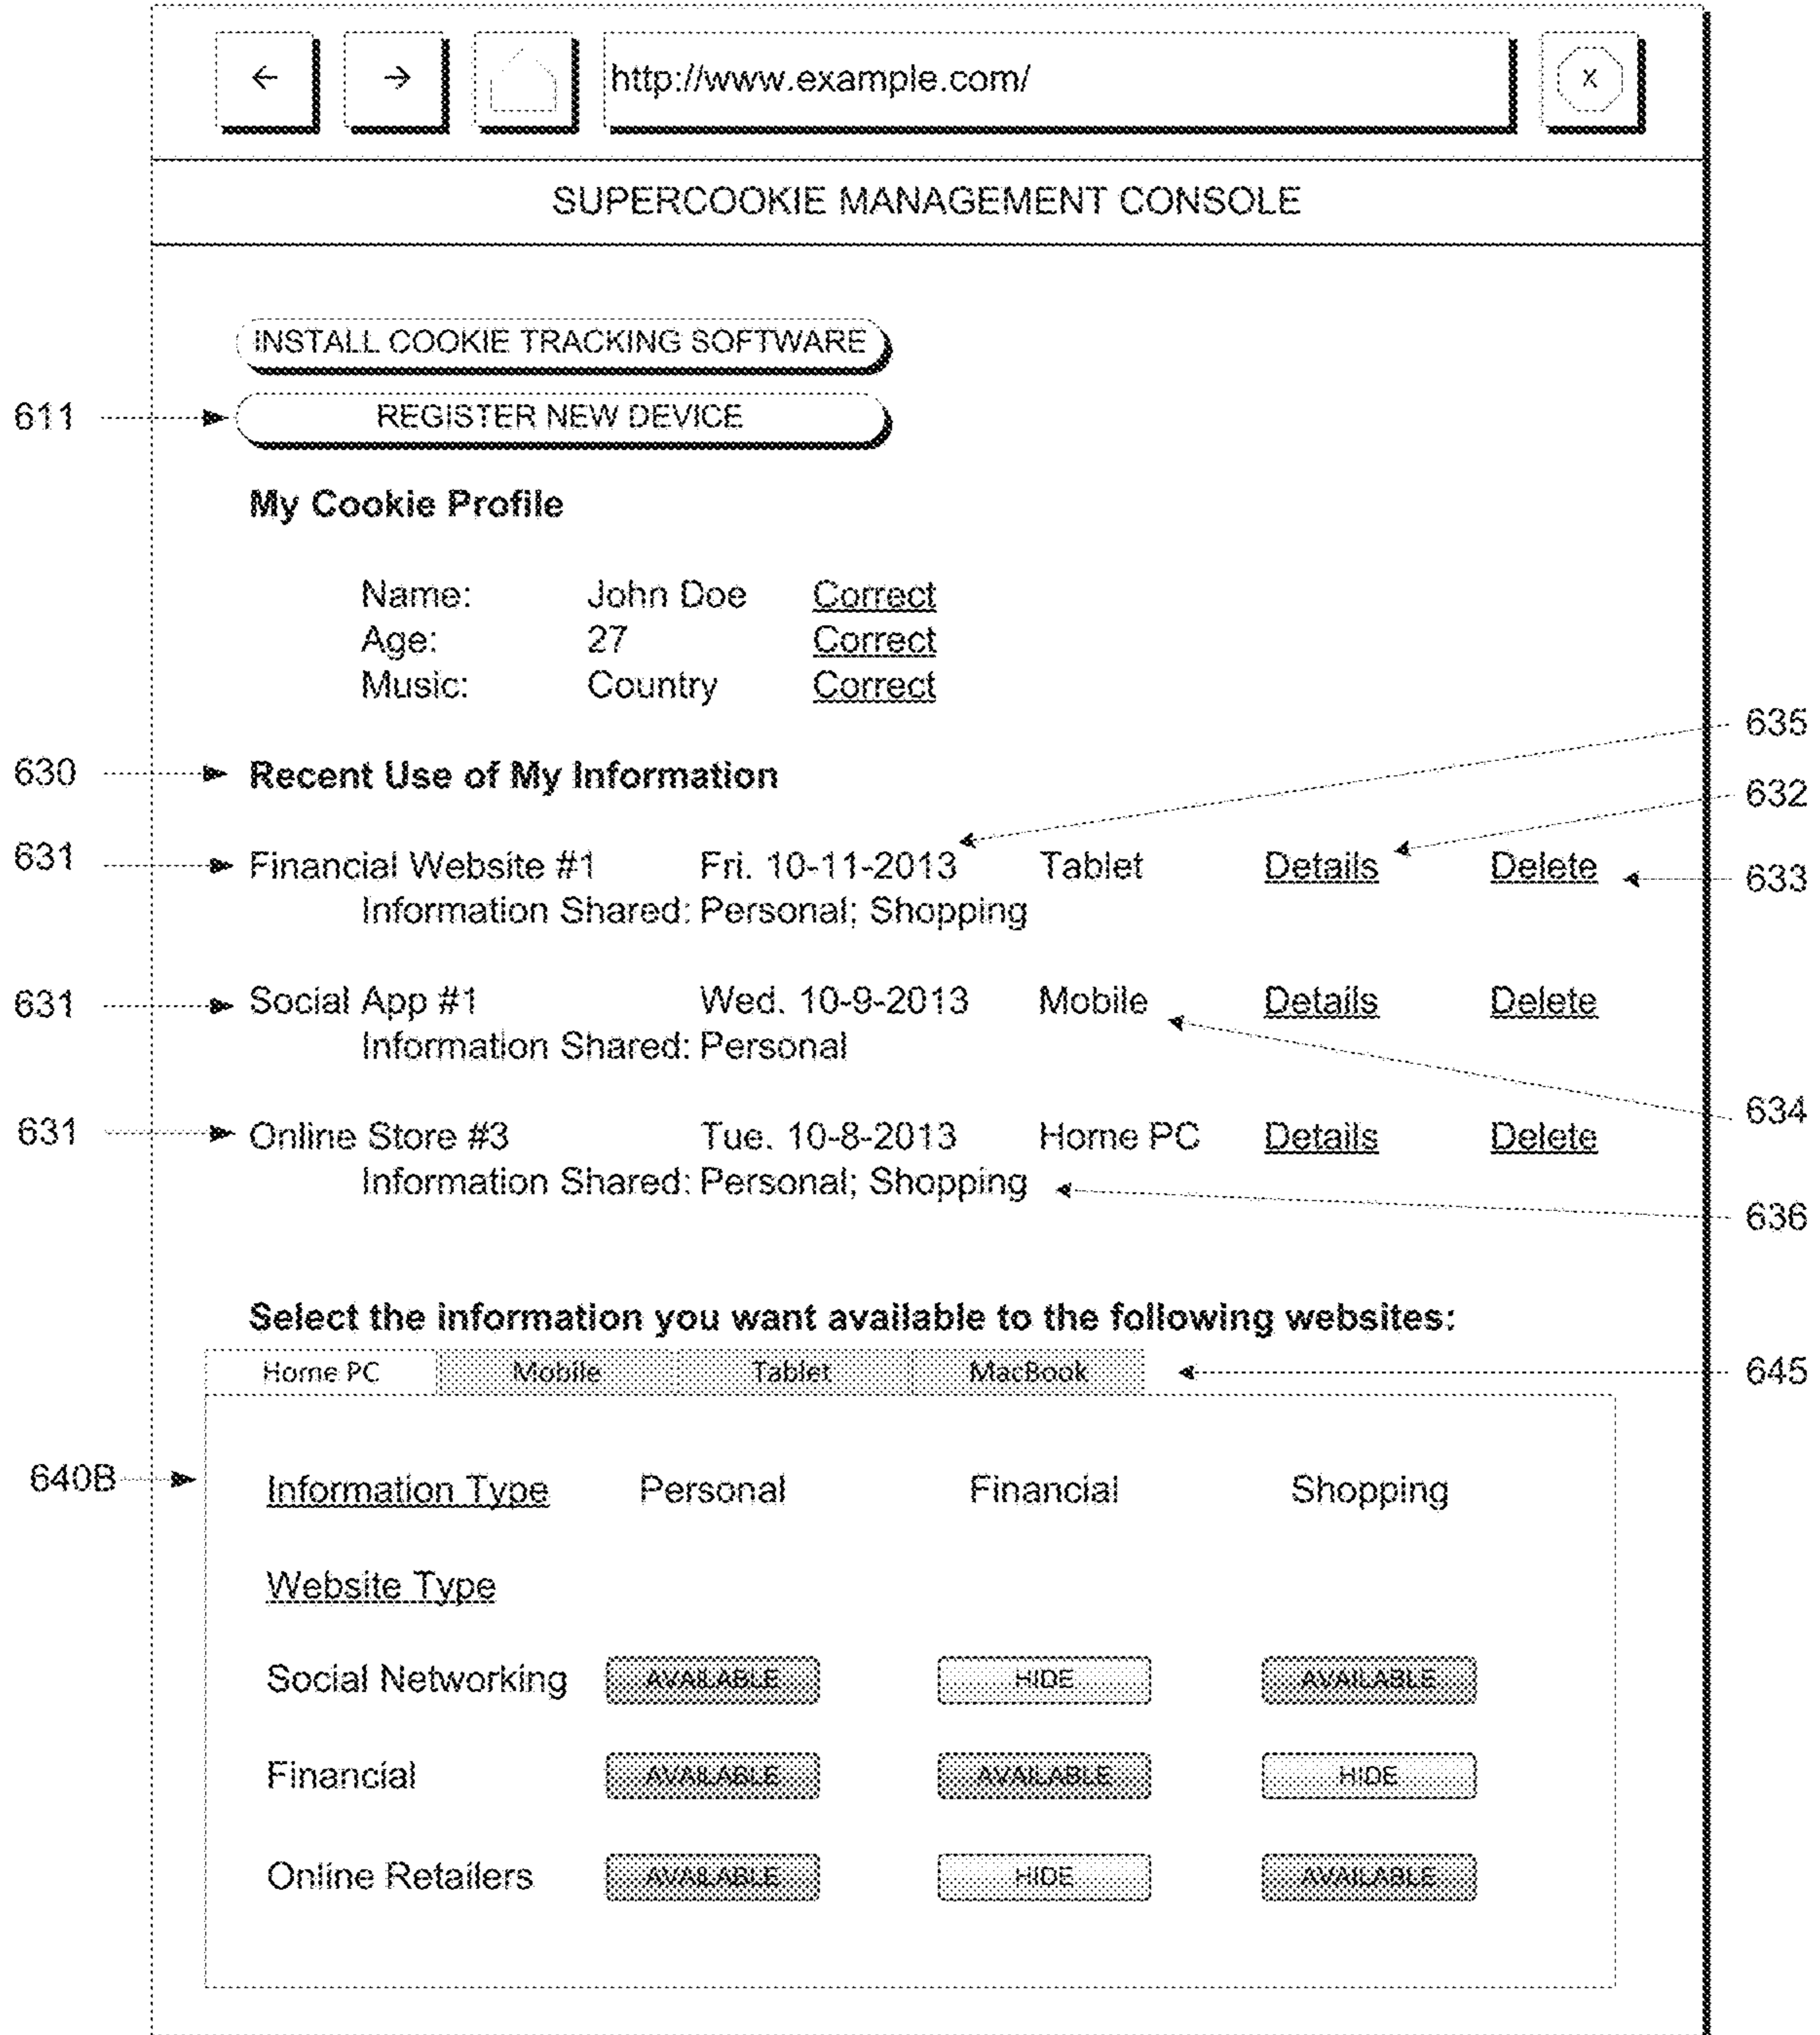 ← → http://www.example.com/ X
SUPERCOOKIE MANAGEMENT CONSOLE
INSTALL COOKIE TRACKING SOFTWARE
611 REGISTER NEW DEVICE
My Cookie Profile
Name: John Doe Correct
Age: 27 Correct
Music: Country Correct
635
630 Recent Use of My Information
632
631 Financial Website #1 Fri. 10-11-2013 Tablet Details Delete 633
Information Shared: Personal; Shopping
631 Social App #1 Wed. 10-9-2013 Mobile Details Delete
Information Shared: Personal
634
631 Online Store #3 Tue. 10-8-2013 Home PC Details Delete
Information Shared: Personal; Shopping
636
Select the information you want available to the following websites:
Home PC Mobile Tablet MacBook 645
640B Information Type Personal Financial Shopping
Website Type
Social Networking AVAILABLE HIDE AVAILABLE
Financial AVAILABLE AVAILABLE HIDE
Online Retailers AVAILABLE HIDE AVAILABLE